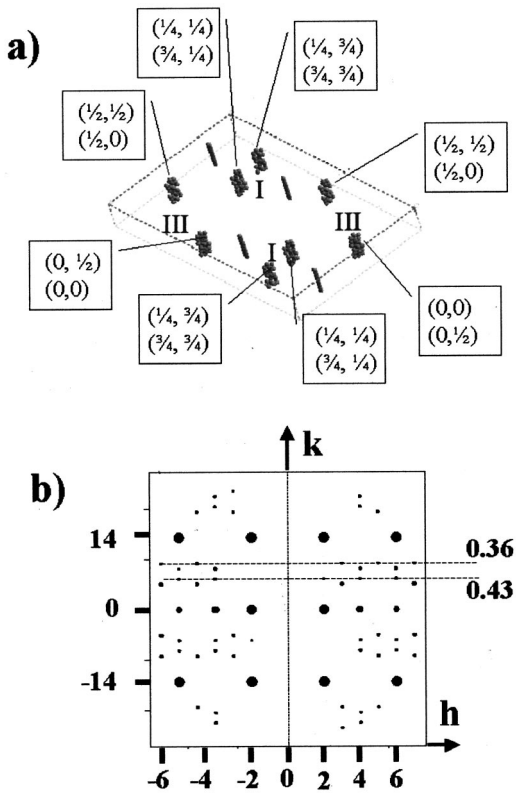 a)
(¼, ¼)
(¾, ¼)
(¼, ¾)
(¾, ¾)
(½,½)
(½,0)
(½, ½)
(½,0)
I
III
III
I
(0, ½)
(0,0)
(¼, ¾)
(¾, ¾)
(¼, ¼)
(¾, ¼)
(0,0)
(0,½)
b)
k
14
0
-14
0.36
0.43
h
-6 -4 -2 0 2 4 6